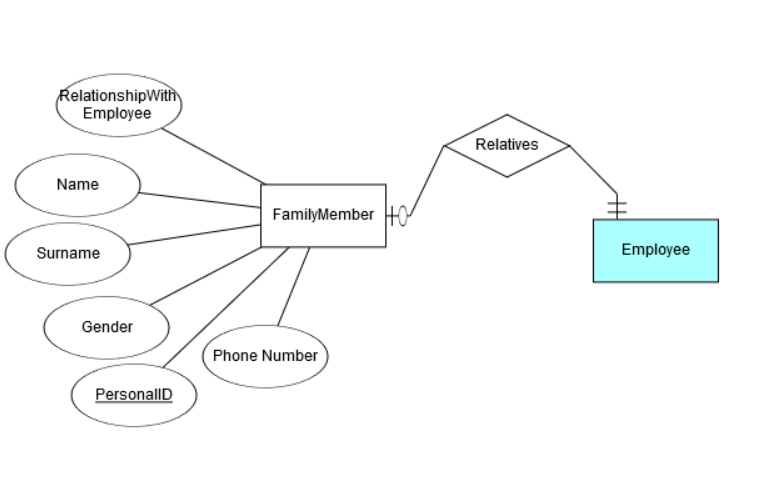 RelationshipWith
Employee
Name
Surname
Gender
PersonalID
Phone Number
FamilyMember
Relatives
Employee